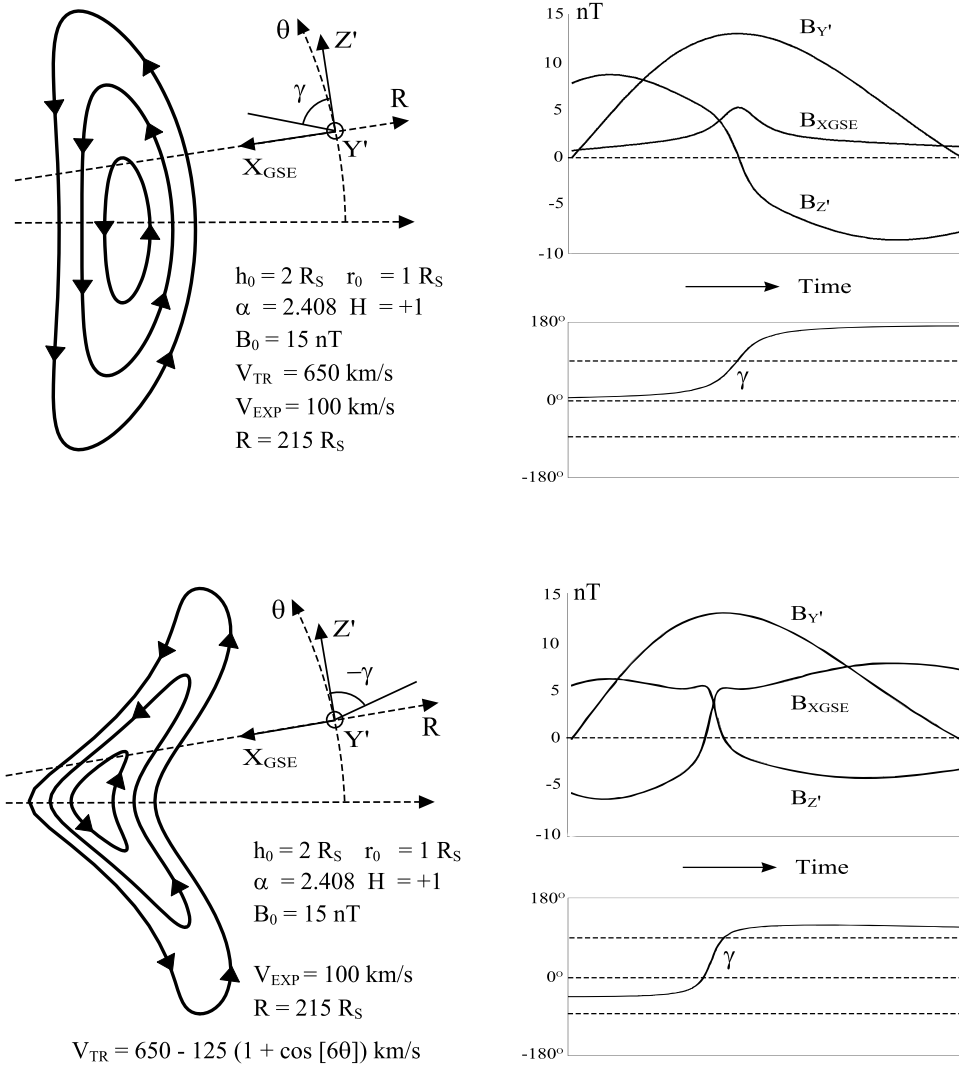 θ
Z'
γ
R
Y'
X_GSE
h₀ = 2 R_S r₀ = 1 R_S
α = 2.408 H = +1
B₀ = 15 nT
V_TR = 650 km/s
V_EXP = 100 km/s
R = 215 R_S
15 nT
10
5
0
-5
-10
B_Y'
B_XGSE
B_Z'
Time
180°
0°
-180°
γ
θ
Z'
−γ
R
Y'
X_GSE
h₀ = 2 R_S r₀ = 1 R_S
α = 2.408 H = +1
B₀ = 15 nT
V_EXP = 100 km/s
R = 215 R_S
V_TR = 650 - 125 (1 + cos [6θ]) km/s
15 nT
10
5
0
-5
-10
B_Y'
B_XGSE
B_Z'
Time
180°
0°
-180°
γ